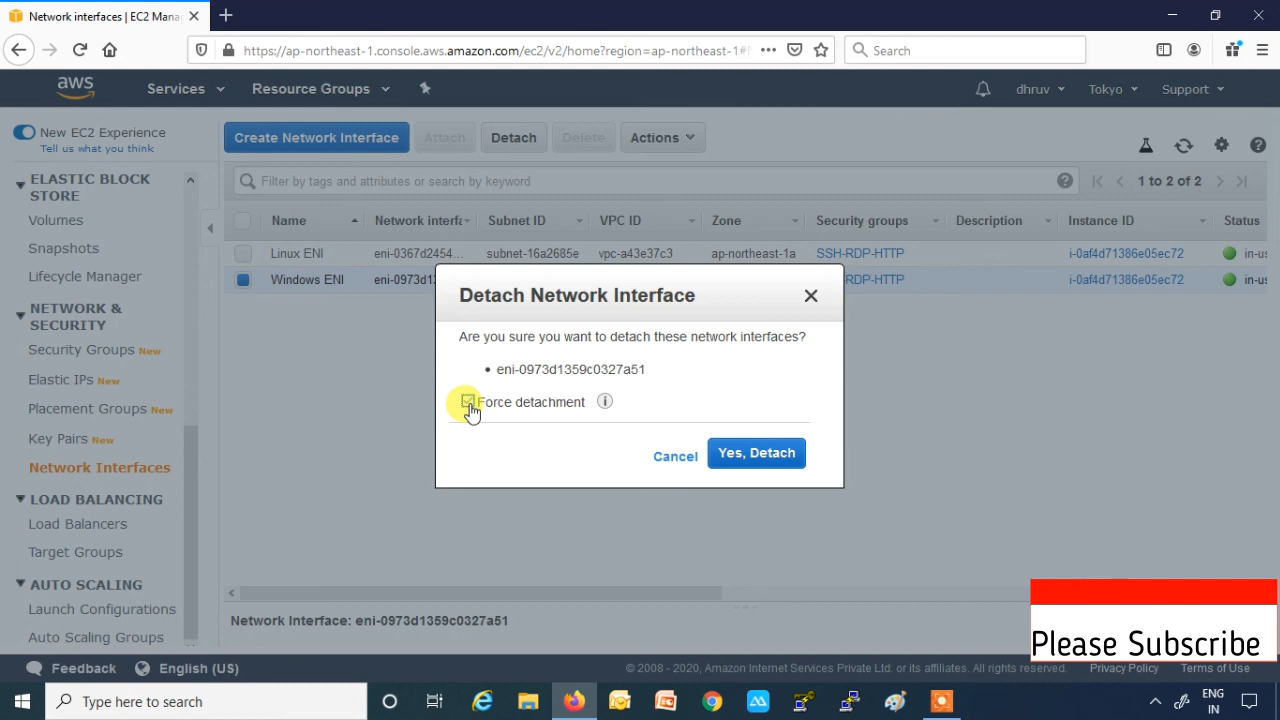 Network interfaces | EC2 Mana
https://ap-northeast-1.console.aws.amazon.com/ec2/v2/home?region=ap-northeast-1#N
Search
aws
Services
Resource Groups
dhruv
Tokyo
Support
New EC2 Experience
Tell us what you think
ELASTIC BLOCK
STORE
Volumes
Snapshots
Lifecycle Manager
NETWORK &
SECURITY
Security Groups New
Elastic IPs New
Placement Groups New
Key Pairs New
Network Interfaces
LOAD BALANCING
Load Balancers
Target Groups
AUTO SCALING
Launch Configurations
Auto Scaling Groups
Create Network Interface Attach Detach Delete Actions
Filter by tags and attributes or search by keyword
1 to 2 of 2
Name Network interfa Subnet ID VPC ID Zone Security groups Description Instance ID Status
Linux ENI eni-0367d2454... subnet-16a2685e vpc-a43e37c3 ap-northeast-1a SSH-RDP-HTTP i-0af4d71386e05ec72 in-us
Windows ENI eni-0973d1 -RDP-HTTP i-0af4d71386e05ec72 in-us
Detach Network Interface
Are you sure you want to detach these network interfaces?
• eni-0973d1359c0327a51
Force detachment
Cancel
Yes, Detach
Network Interface: eni-0973d1359c0327a51
Please Subscribe
Feedback
English (US)
© 2008 - 2020, Amazon Internet Services Private Ltd. or its affiliates. All rights reserved.
Privacy Policy
Terms of Use
Type here to search
ENG
IN